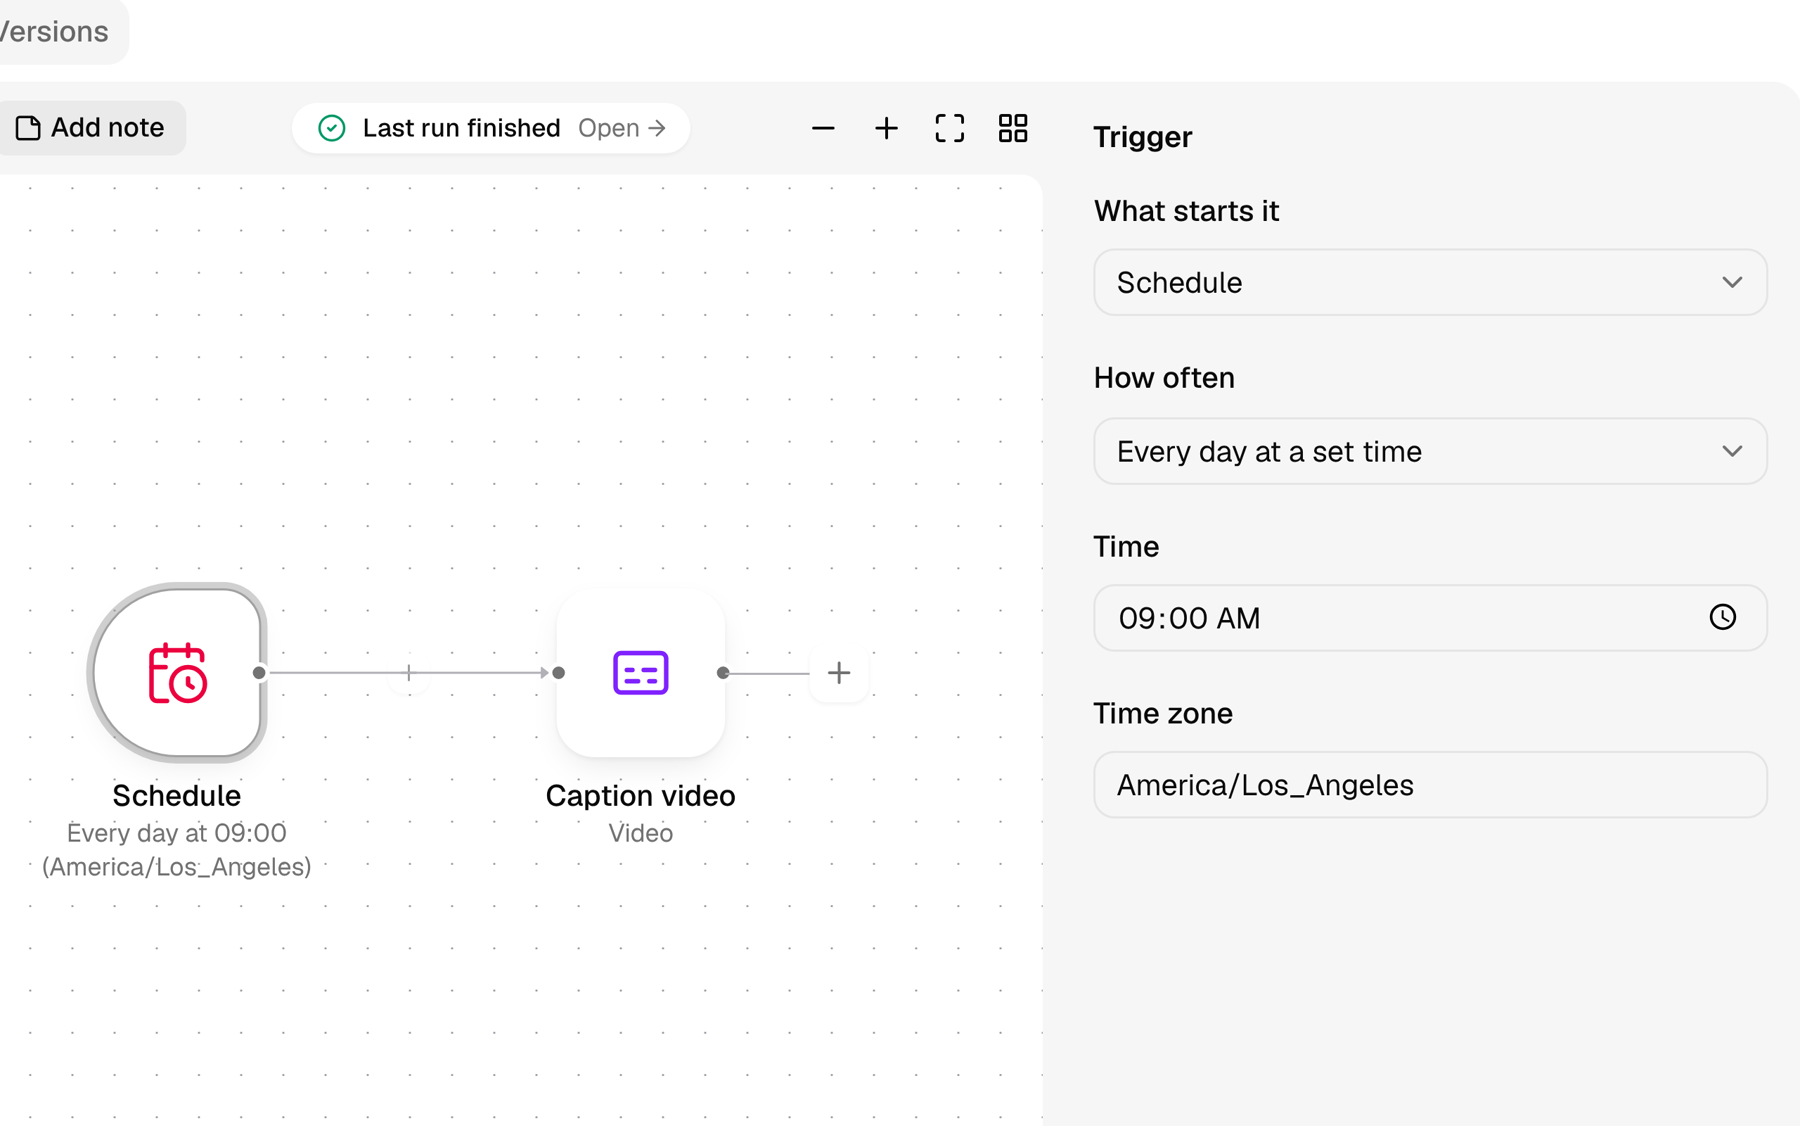 Versions
Add note
Last run finished Open →
Trigger
What starts it
Schedule
How often
Every day at a set time
Time
09:00 AM
Time zone
America/Los_Angeles
Schedule
Every day at 09:00
(America/Los_Angeles)
Caption video
Video